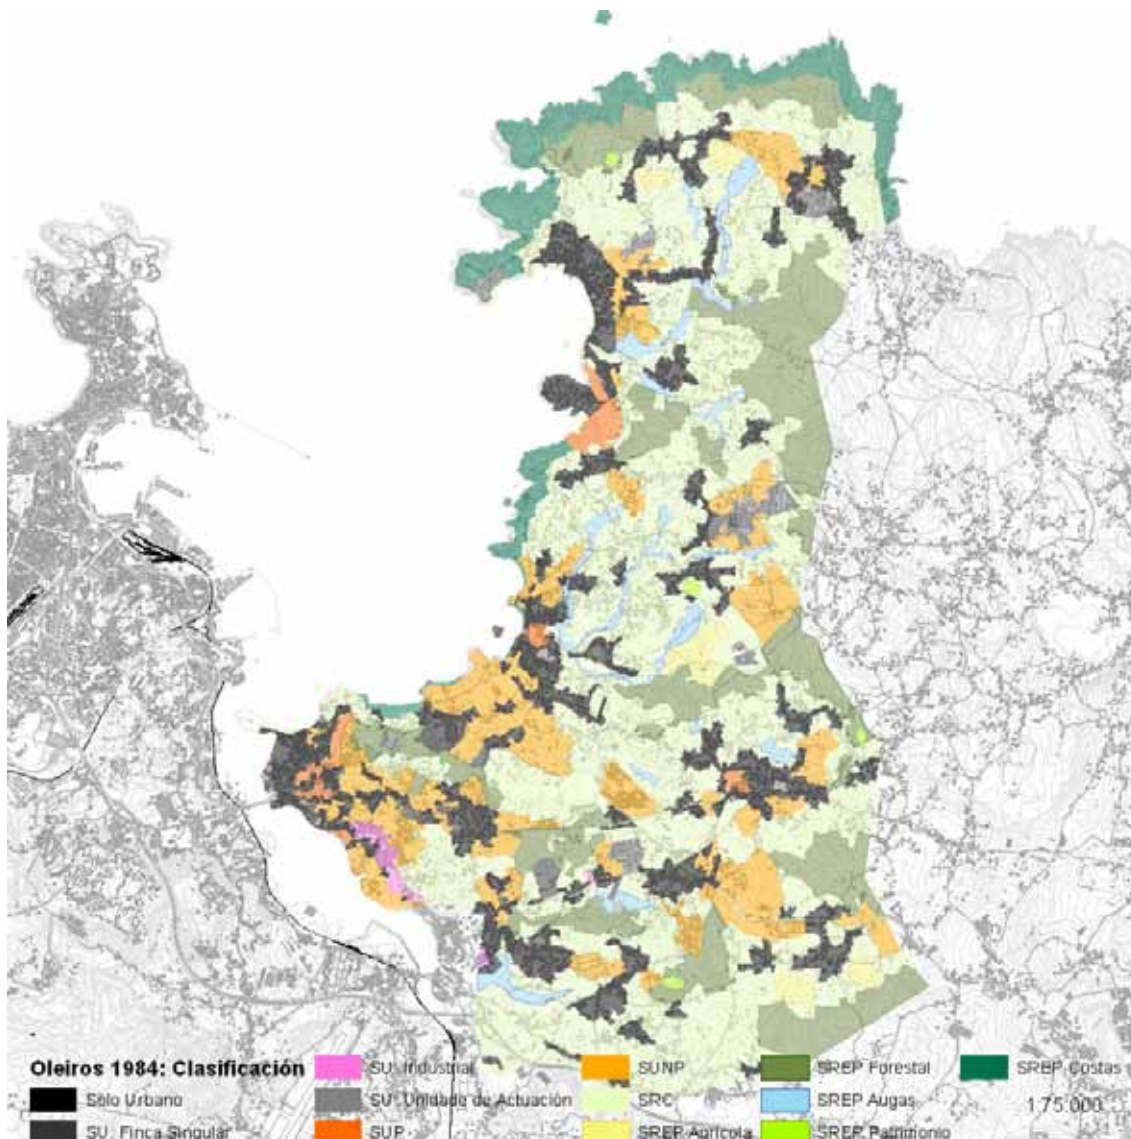 Oleiros 1984: Clasificación
Solo Urbano
SU. Finca Singular
SU. Industrial
SU. Unidade de Actuación
SUP
SUNP
SRC
SREP Agrícola
SREP Forestal
SREP Augas
SREP Patrimonio
SREP Costas
1:75.000